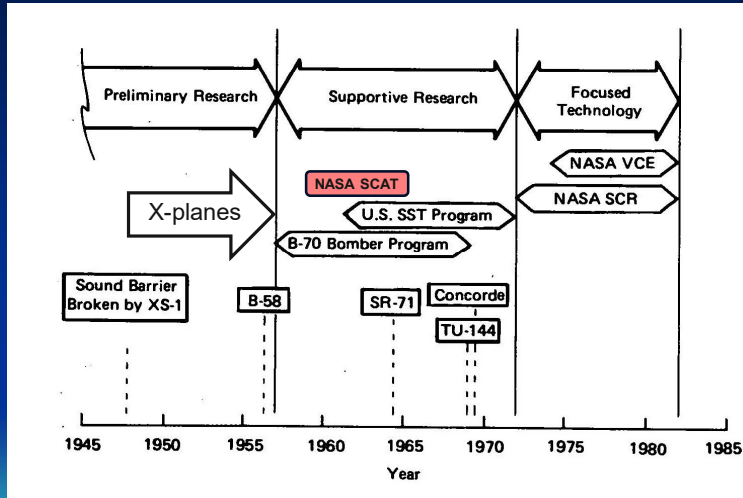 Preliminary Research
Supportive Research
Focused
Technology
NASA VCE
NASA SCAT
NASA SCR
X-planes
U.S. SST Program
B-70 Bomber Program
Sound Barrier
Broken by XS-1
B-58
SR-71
Concorde
TU-144
1945 1950 1955 1960 1965 1970 1975 1980 1985
Year